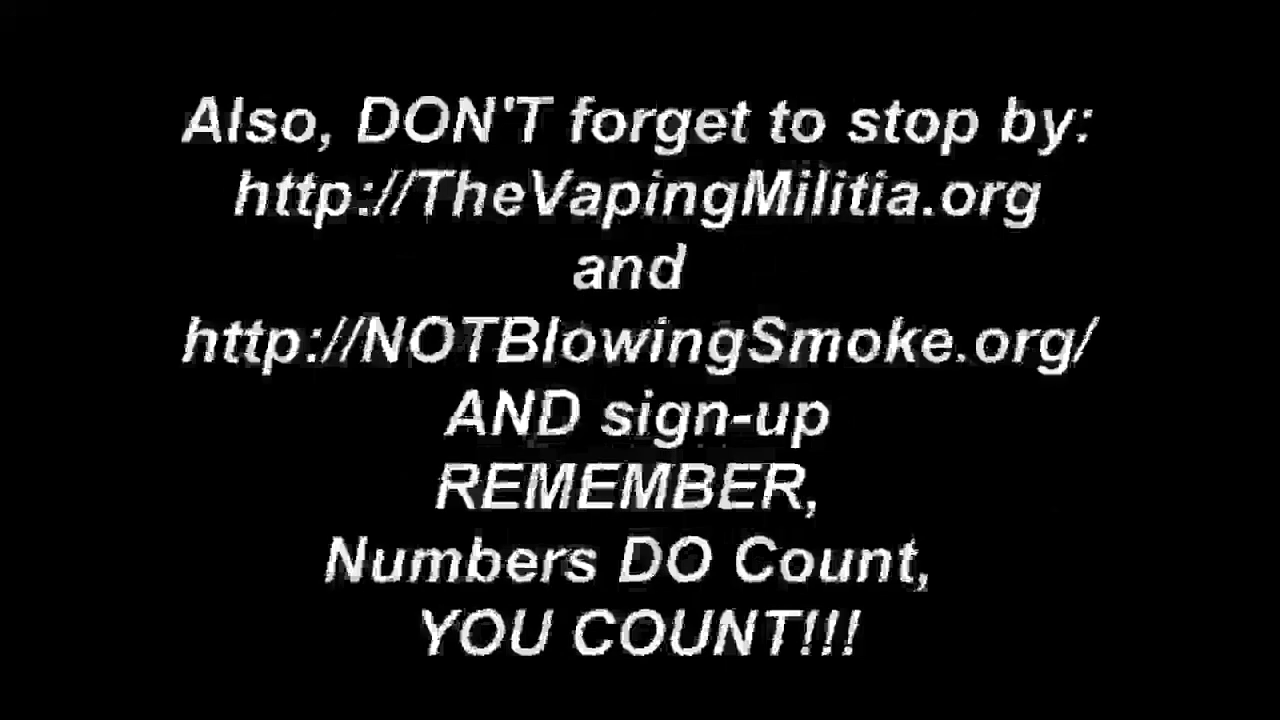 Also, DON'T forget to stop by:
http://TheVapingMilitia.org
and
http://NOTBlowingSmoke.org/
AND sign-up
REMEMBER,
Numbers DO Count,
YOU COUNT!!!